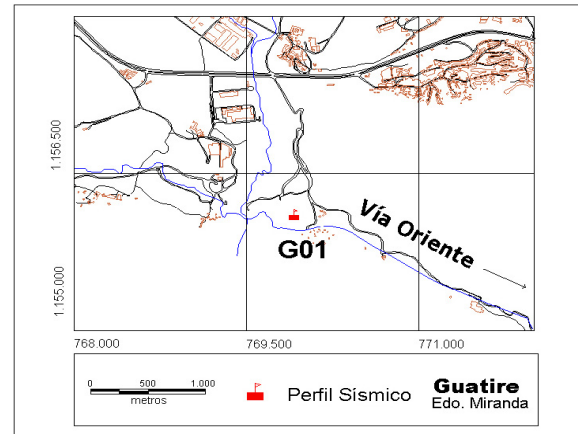 1.156.500
Vía Oriente
G01
1.155.000
768.000
769.500
771.000
0
500
1.000
metros
Perfil Sísmico
Guatire
Edo. Miranda